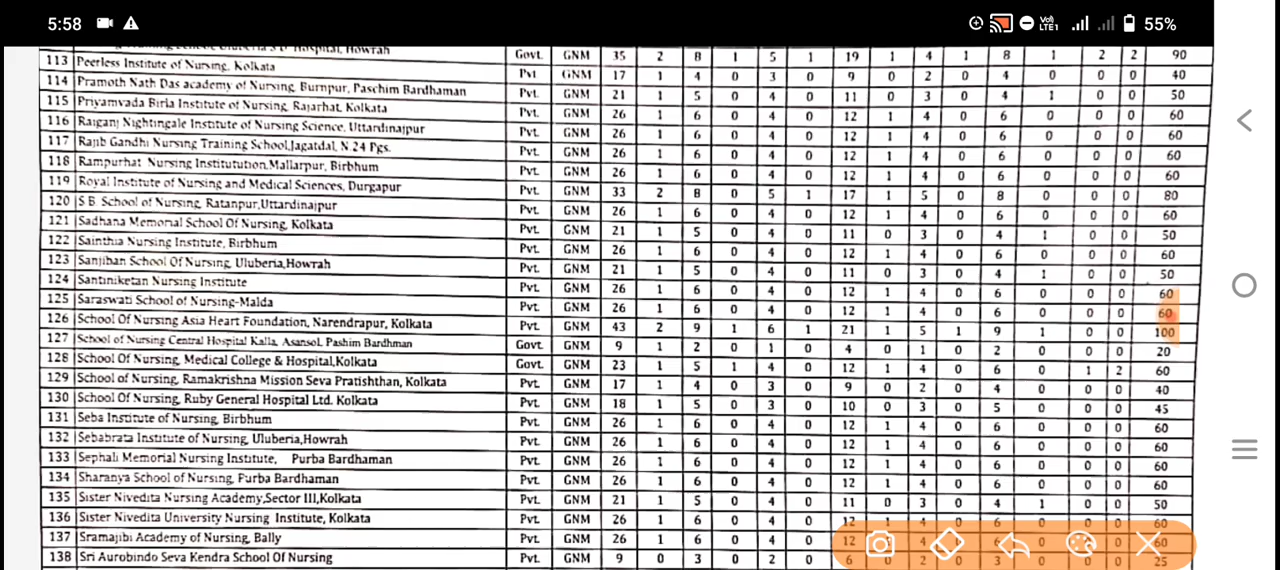 5:58 Vo) LTE1 55%
Hospital, Howrah Govt. GNM 35 2 8 1 5 1 19 1 4 1 8 1 2 2 90
113 Peerless Institute of Nursing, Kolkata Pvt GNM 17 1 4 0 3 0 9 0 2 0 4 0 0 0 40
114 Pramoth Nath Das academy of Nursing, Burnpur, Paschim Bardhaman Pvt. GNM 21 1 5 0 4 0 11 0 3 0 4 1 0 0 50
115 Priyamvada Birla Institute of Nursing, Rajarhat, Kolkata Pvt. GNM 26 1 6 0 4 0 12 1 4 0 6 0 0 0 60
116 Raiganj Nightingale Institute of Nursing Science, Uttardinajpur Pvt. GNM 26 1 6 0 4 0 12 1 4 0 6 0 0 0 60
117 Rajib Gandhi Nursing Training School,Jagatdal, N.24 Pgs. Pvt. GNM 26 1 6 0 4 0 12 1 4 0 6 0 0 0 60
118 Rampurhat Nursing Institutution,Mallarpur, Birbhum Pvt. GNM 26 1 6 0 4 0 12 1 4 0 6 0 0 0 60
119 Royal Institute of Nursing and Medical Sciences, Durgapur Pvt. GNM 33 2 8 0 5 1 17 1 5 0 8 0 0 0 80
120 S.B. School of Nursing, Ratanpur,Uttardinajpur Pvt. GNM 26 1 6 0 4 0 12 1 4 0 6 0 0 0 60
121 Sadhana Memorial School Of Nursing, Kolkata Pvt. GNM 21 1 5 0 4 0 11 0 3 0 4 1 0 0 50
122 Sainthia Nursing Institute, Birbhum Pvt. GNM 26 1 6 0 4 0 12 1 4 0 6 0 0 0 60
123 Sanjiban School Of Nursing, Uluberia,Howrah Pvt. GNM 21 1 5 0 4 0 11 0 3 0 4 1 0 0 50
124 Santiniketan Nursing Institute Pvt. GNM 26 1 6 0 4 0 12 1 4 0 6 0 0 0 60
125 Saraswati School of Nursing-Malda Pvt. GNM 26 1 6 0 4 0 12 1 4 0 6 0 0 0 60
126 School Of Nursing Asia Heart Foundation, Narendrapur, Kolkata Pvt. GNM 43 2 9 1 6 1 21 1 5 1 9 1 0 0 100
127 School of Nursing Central Hospital Kalla, Asansol, Pashim Bardhman Govt. GNM 9 1 2 0 1 0 4 0 1 0 2 0 0 0 20
128 School Of Nursing, Medical College & Hospital,Kolkata Govt. GNM 23 1 5 1 4 0 12 1 4 0 6 0 1 2 60
129 School of Nursing, Ramakrishna Mission Seva Pratishthan, Kolkata Pvt. GNM 17 1 4 0 3 0 9 0 2 0 4 0 0 0 40
130 School Of Nursing, Ruby General Hospital Ltd. Kolkata Pvt. GNM 18 1 5 0 3 0 10 0 3 0 5 0 0 0 45
131 Seba Institute of Nursing, Birbhum Pvt. GNM 26 1 6 0 4 0 12 1 4 0 6 0 0 0 60
132 Sebabrata Institute of Nursing, Uluberia,Howrah Pvt. GNM 26 1 6 0 4 0 12 1 4 0 6 0 0 0 60
133 Sephali Memorial Nursing Institute, Purba Bardhaman Pvt. GNM 26 1 6 0 4 0 12 1 4 0 6 0 0 0 60
134 Sharanya School of Nursing, Purba Bardhaman Pvt. GNM 26 1 6 0 4 0 12 1 4 0 6 0 0 0 60
135 Sister Nivedita Nursing Academy,Sector III,Kolkata Pvt. GNM 21 1 5 0 4 0 11 0 3 0 4 1 0 0 50
136 Sister Nivedita University Nursing Institute, Kolkata Pvt. GNM 26 1 6 0 4 0 12 1 4 0 6 0 0 0 60
137 Sramajibi Academy of Nursing, Bally Pvt. GNM 26 1 6 0 4 0 12 4 6 60
138 Sri Aurobindo Seva Kendra School Of Nursing Pvt. GNM 9 0 3 0 2 0 6 0 2 0 3 0 0 0 25